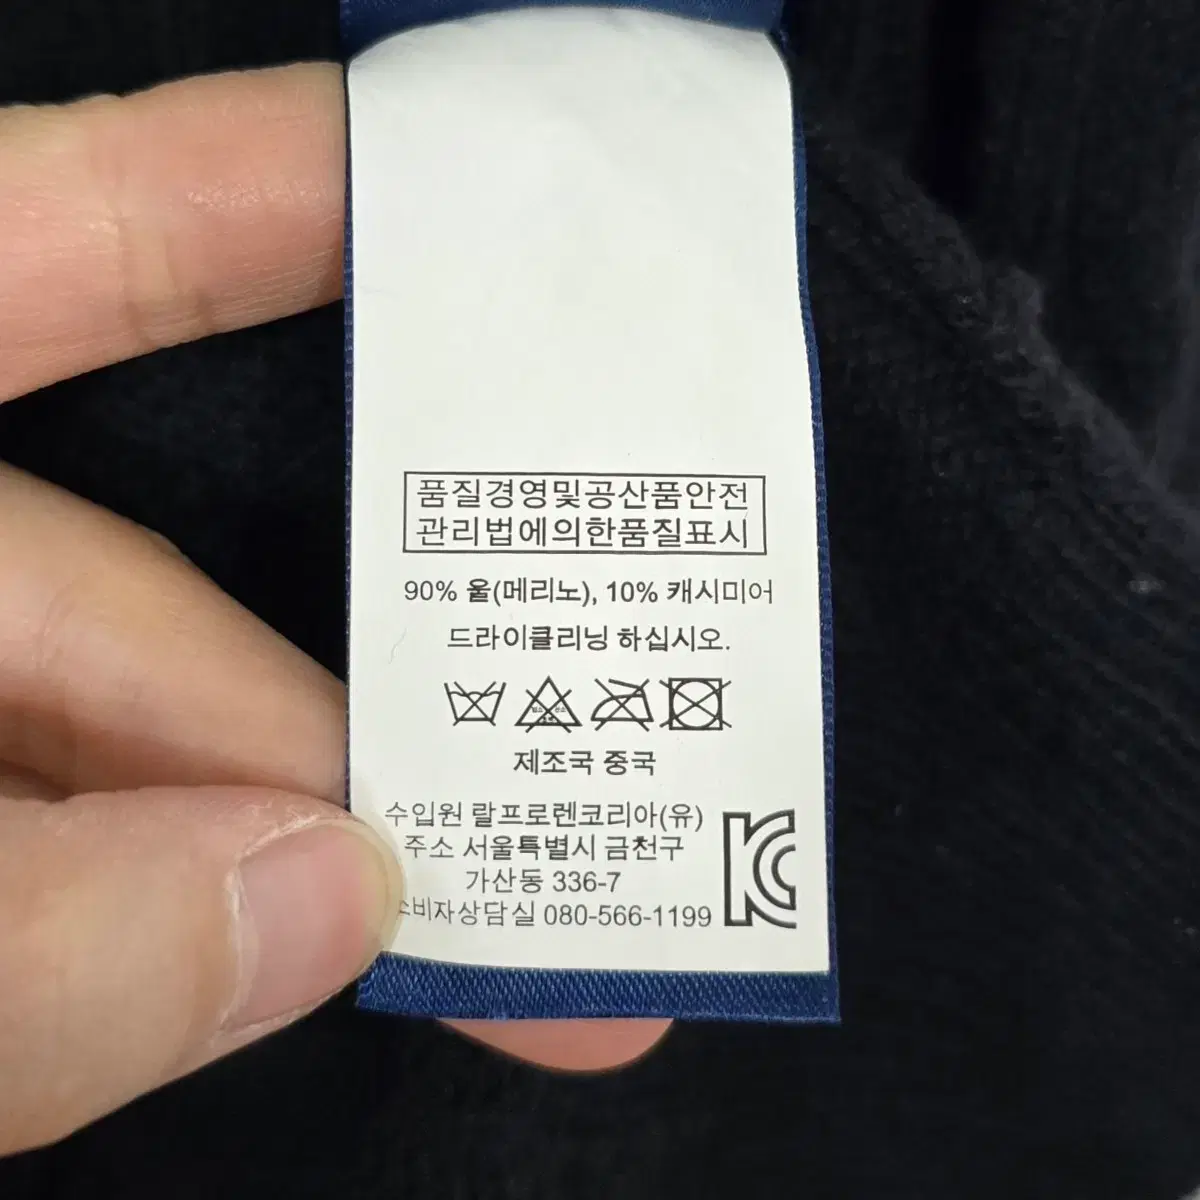 품질경영및공산품안전
관리법에의한품질표시
90% 울(메리노), 10% 캐시미어
드라이클리닝 하십시오.
제조국 중국
수입원 랄프로렌코리아(유)
주소 서울특별시 금천구
가산동 336-7
소비자상담실 080-566-1199